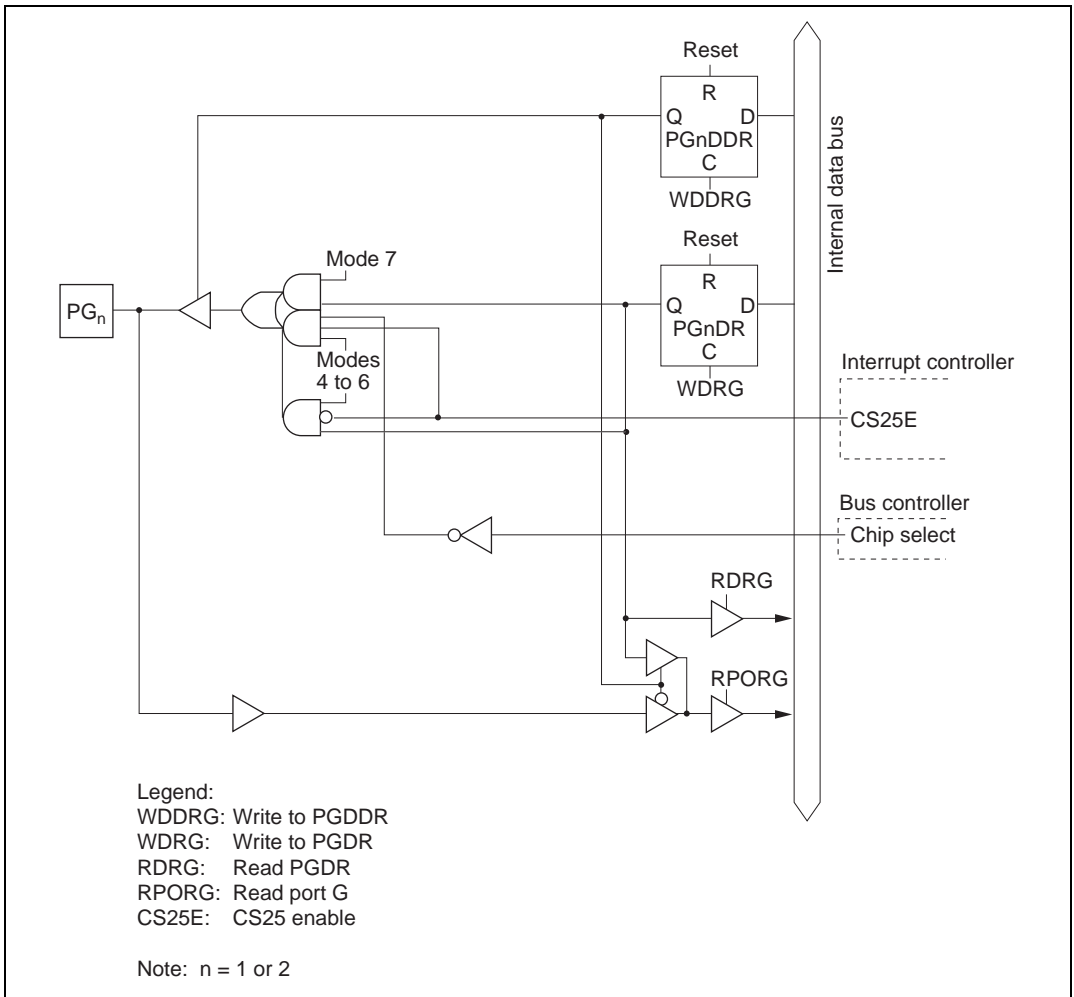 Reset
R
Q D
PGnDDR
C
WDDRG
Internal data bus
Reset
Mode 7
R
PGn
Q D
PGnDR
C
Modes
4 to 6
WDRG
Interrupt controller
CS25E
Bus controller
Chip select
RDRG
RPORG
Legend:
WDDRG: Write to PGDDR
WDRG: Write to PGDR
RDRG: Read PGDR
RPORG: Read port G
CS25E: CS25 enable
Note: n = 1 or 2